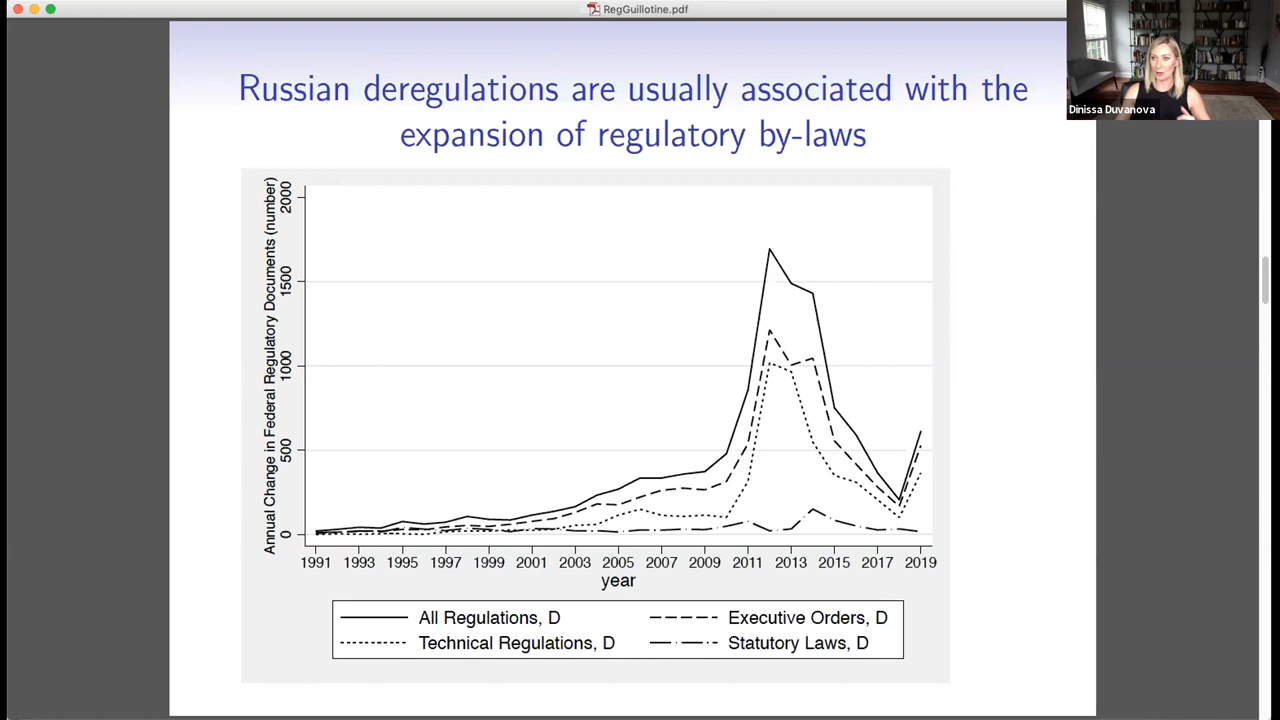 RegGuillotine.pdf
Dinissa Duvanova
Russian deregulations are usually associated with the
expansion of regulatory by-laws
Annual Change in Federal Regulatory Documents (number)
2000
1500
1000
500
0
1991 1993 1995 1997 1999 2001 2003 2005 2007 2009 2011 2013 2015 2017 2019
year
All Regulations, D Executive Orders, D
Technical Regulations, D Statutory Laws, D